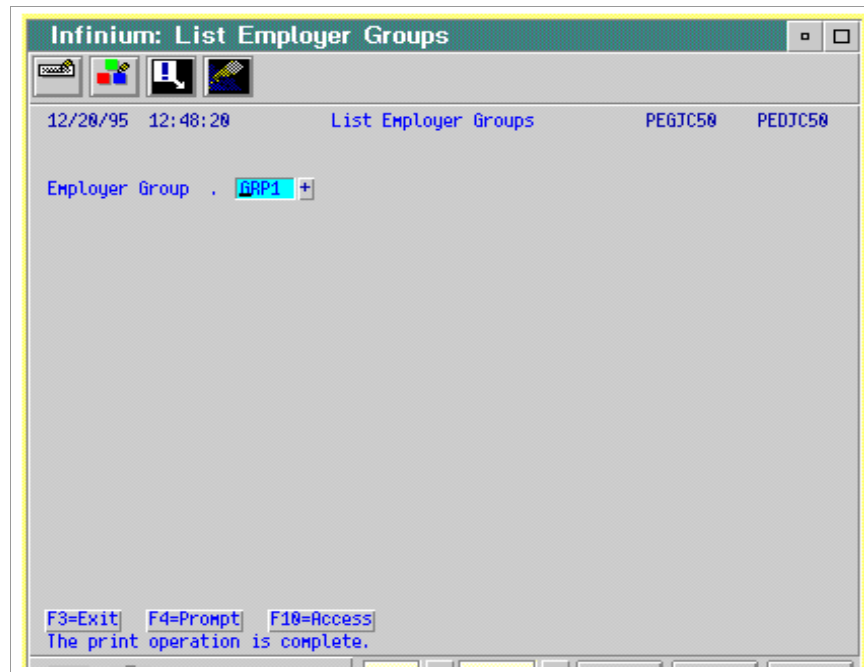 Infinium: List Employer Groups
12/20/95 12:48:20 List Employer Groups PEGJC50 PEDJC50
Employer Group . GRP1 +
F3=Exit F4=Prompt F10=Access
The print operation is complete.